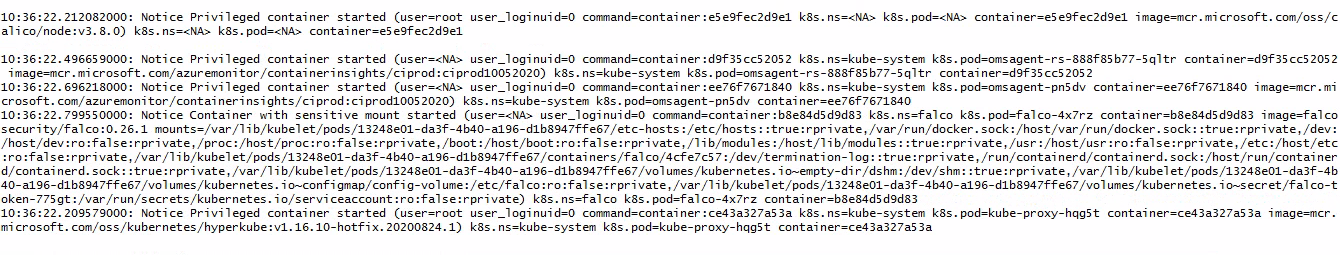 10:36:22.212082000: Notice Privileged container started (user=root user_loginuid=0 command=container:e5e9fec2d9e1 k8s.ns=<NA> k8s.pod=<NA> container=e5e9fec2d9e1 image=mcr.microsoft.com/oss/c
alico/node:v3.8.0) k8s.ns=<NA> k8s.pod=<NA> container=e5e9fec2d9e1
10:36:22.496659000: Notice Privileged container started (user=<NA> user_loginuid=0 command=container:d9f35cc52052 k8s.ns=kube-system k8s.pod=omsagent-rs-888f85b77-5qltr container=d9f35cc52052
 image=mcr.microsoft.com/azuremonitor/containerinsights/ciprod:ciprod10052020) k8s.ns=kube-system k8s.pod=omsagent-rs-888f85b77-5qltr container=d9f35cc52052
10:36:22.696218000: Notice Privileged container started (user=<NA> user_loginuid=0 command=container:ee76f7671840 k8s.ns=kube-system k8s.pod=omsagent-pn5dv container=ee76f7671840 image=mcr.mi
crosoft.com/azuremonitor/containerinsights/ciprod:ciprod10052020) k8s.ns=kube-system k8s.pod=omsagent-pn5dv container=ee76f7671840
10:36:22.799550000: Notice Container with sensitive mount started (user=<NA> user_loginuid=0 command=container:b8e84d5d9d83 k8s.ns=falco k8s.pod=falco-4x7rz container=b8e84d5d9d83 image=falco
security/falco:0.26.1 mounts=/var/lib/kubelet/pods/13248e01-da3f-4b40-a196-d1b8947ffe67/etc-hosts:/etc/hosts::true:rprivate,/var/run/docker.sock:/host/var/run/docker.sock::true:rprivate,/dev:
/host/dev:ro:false:rprivate,/proc:/host/proc:ro:false:rprivate,/boot:/host/boot:ro:false:rprivate,/lib/modules:/host/lib/modules::true:rprivate,/usr:/host/usr:ro:false:rprivate,/etc:/host/etc
:ro:false:rprivate,/var/lib/kubelet/pods/13248e01-da3f-4b40-a196-d1b8947ffe67/containers/falco/4cfe7c57:/dev/termination-log::true:rprivate,/run/containerd/containerd.sock:/host/run/container
d/containerd.sock::true:rprivate,/var/lib/kubelet/pods/13248e01-da3f-4b40-a196-d1b8947ffe67/volumes/kubernetes.io~empty-dir/dshm:/dev/shm::true:rprivate,/var/lib/kubelet/pods/13248e01-da3f-4b
40-a196-d1b8947ffe67/volumes/kubernetes.io~configmap/config-volume:/etc/falco:ro:false:rprivate,/var/lib/kubelet/pods/13248e01-da3f-4b40-a196-d1b8947ffe67/volumes/kubernetes.io~secret/falco-t
oken-775gt:/var/run/secrets/kubernetes.io/serviceaccount:ro:false:rprivate) k8s.ns=falco k8s.pod=falco-4x7rz container=b8e84d5d9d83
10:36:22.209579000: Notice Privileged container started (user=root user_loginuid=0 command=container:ce43a327a53a k8s.ns=kube-system k8s.pod=kube-proxy-hqg5t container=ce43a327a53a image=mcr.
microsoft.com/oss/kubernetes/hyperkube:v1.16.10-hotfix.20200824.1) k8s.ns=kube-system k8s.pod=kube-proxy-hqg5t container=ce43a327a53a